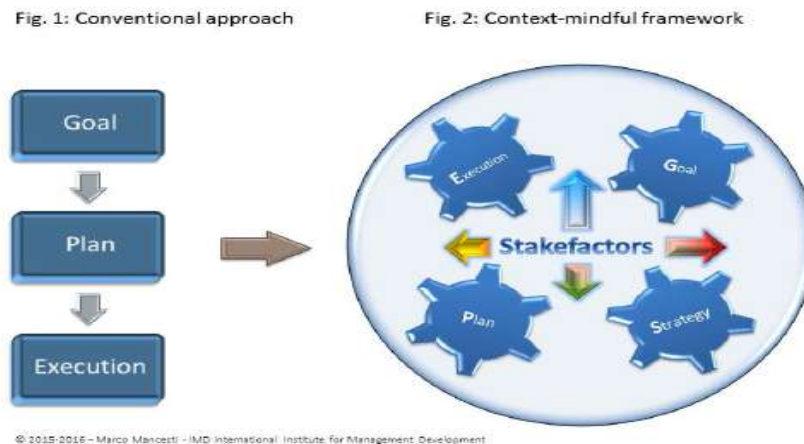 Fig. 1: Conventional approach
Fig. 2: Context-mindful framework
Goal
Plan
Execution
Execution
Goal
Stakefactors
Plan
Strategy
© 2015-2016 – Marco Mancesti - IMD International Institute for Management Development